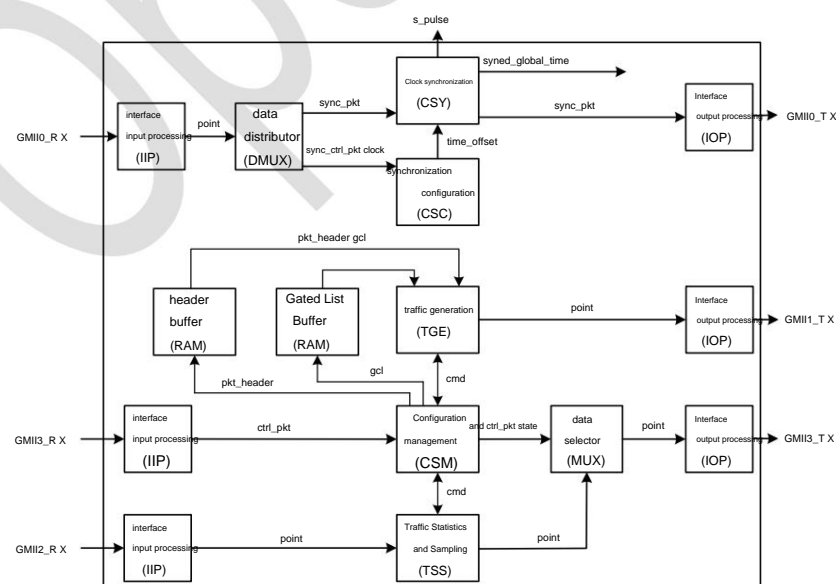 s_pulse
Clock synchronization
(CSY)
syned_global_time
GMII0_R X
interface
input processing
(IIP)
point
data
distributor
(DMUX)
sync_pkt
sync_ctrl_pkt clock
sync_pkt
time_offset
synchronization
configuration
(CSC)
Interface
output processing
(IOP)
GMII0_T X
pkt_header gcl
header
buffer
(RAM)
Gated List
Buffer
(RAM)
traffic generation
(TGE)
point
Interface
output processing
(IOP)
GMII1_T X
pkt_header
gcl
cmd
GMII3_R X
interface
input processing
(IIP)
ctrl_pkt
Configuration
management
(CSM)
and ctrl_pkt state
data
selector
(MUX)
point
Interface
output processing
(IOP)
GMII3_T X
cmd
GMII2_R X
interface
input processing
(IIP)
point
Traffic Statistics
and Sampling
(TSS)
point